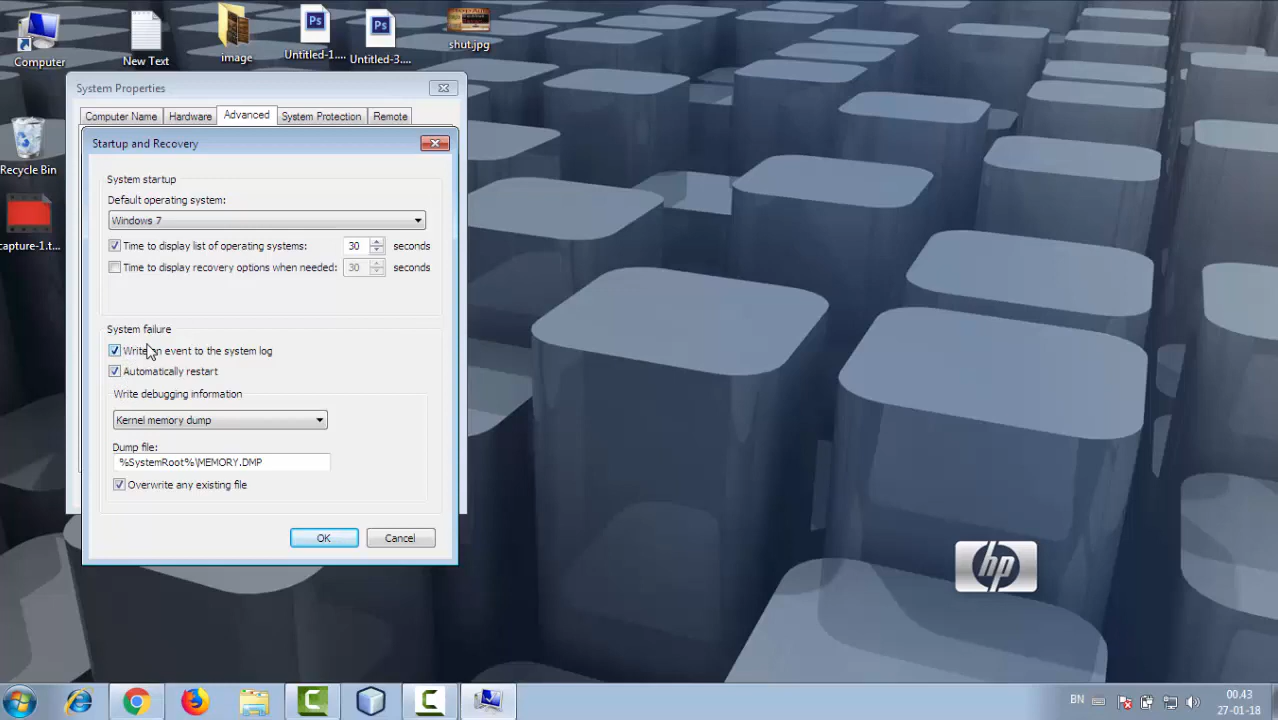 Computer
New Text
image
Ps
Untitled-1....
Ps
Untitled-3....
shut.jpg
Recycle Bin
capture-1.t...
System Properties
Computer Name
Hardware
Advanced
System Protection
Remote
Startup and Recovery
System startup
Default operating system:
Windows 7
Time to display list of operating systems: 30 seconds
Time to display recovery options when needed: 30 seconds
System failure
Write an event to the system log
Automatically restart
Write debugging information
Kernel memory dump
Dump file:
%SystemRoot%\MEMORY.DMP
Overwrite any existing file
OK
Cancel
hp
BN
00.43
27-01-18